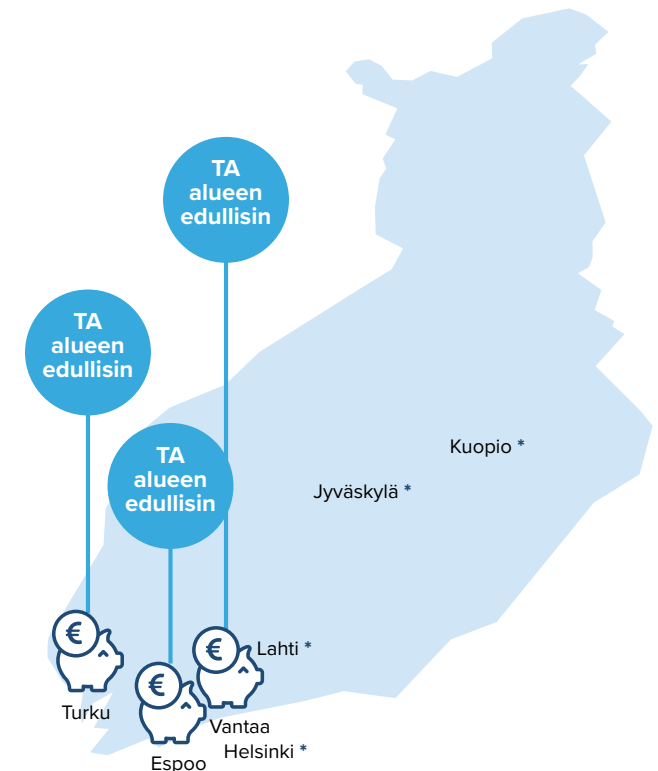 TA
alueen
edullisin
TA
alueen
edullisin
TA
alueen
edullisin
Kuopio *
Jyväskylä *
€
€
Lahti *
€
Turku
Vantaa
Helsinki *
Espoo